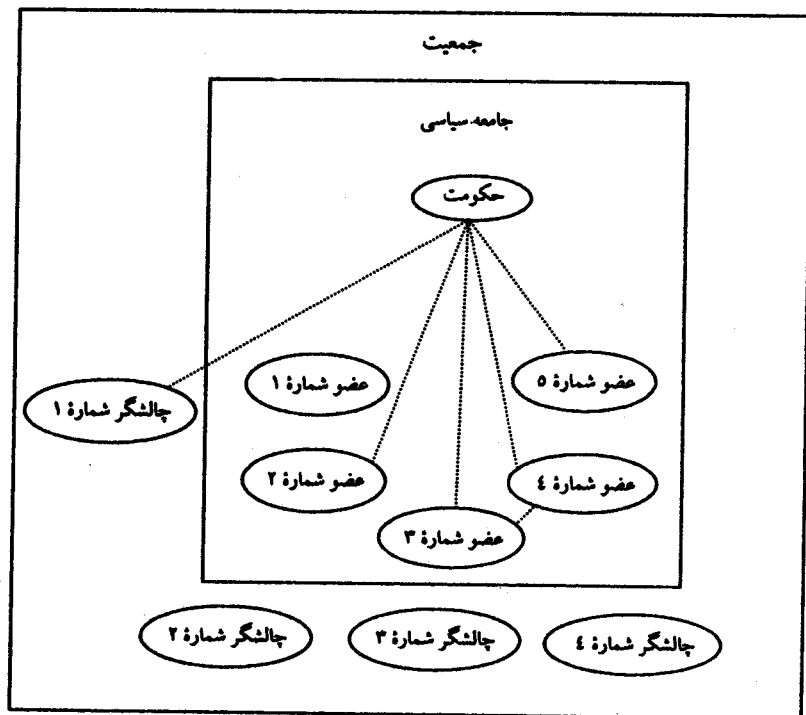 جمعیت
جامعه سیاسی
حکومت
عضو شمارهٔ ۵
عضو شمارهٔ ۱
چالشگر شمارهٔ ۱
عضو شمارهٔ ٤
عضو شمارهٔ ۲
عضو شمارهٔ ۳
چالشگر شمارهٔ ٤
چالشگر شمارهٔ ۳
چالشگر شمارهٔ ۲